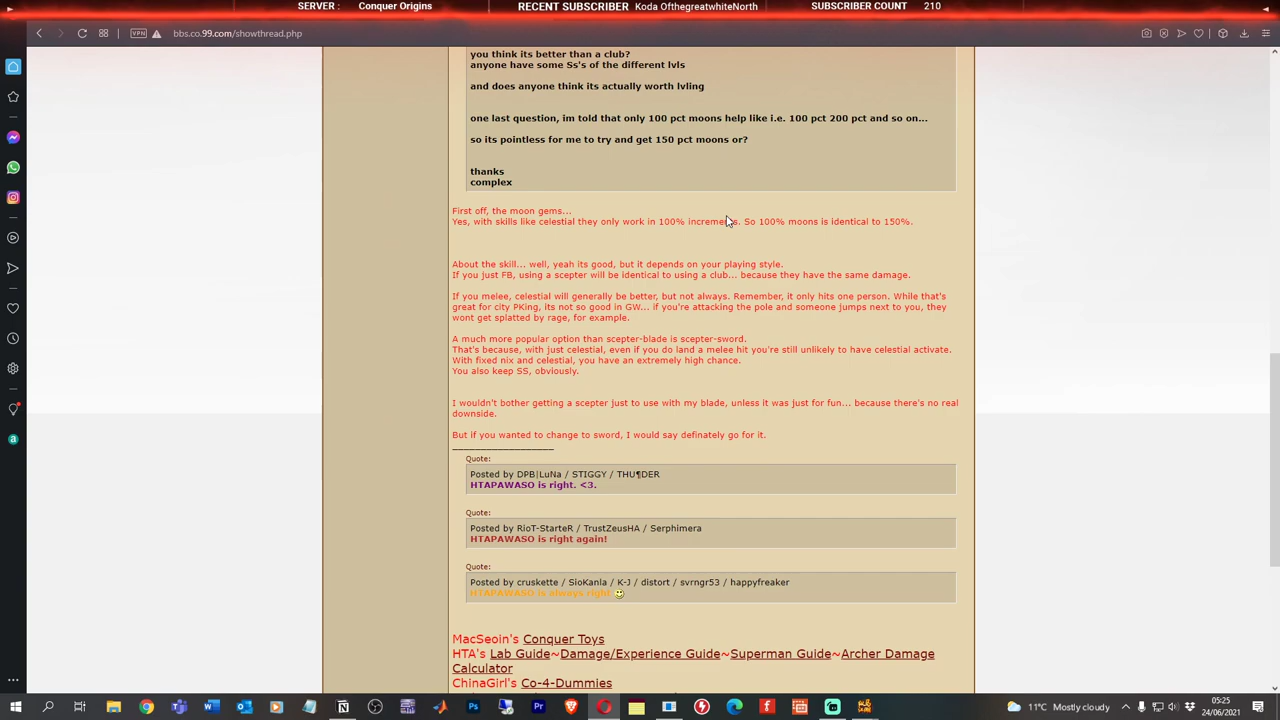 SERVER : Conquer Origins RECENT SUBSCRIBER Koda OfthegreatwhiteNorth SUBSCRIBER COUNT 210
VPN bbs.co.99.com/showthread.php
you think its better than a club?
anyone have some Ss's of the different lvls
and does anyone think its actually worth lvling
one last question, im told that only 100 pct moons help like i.e. 100 pct 200 pct and so on...
so its pointless for me to try and get 150 pct moons or?
thanks
complex
First off, the moon gems...
Yes, with skills like celestial they only work in 100% increments. So 100% moons is identical to 150%.
About the skill... well, yeah its good, but it depends on your playing style.
If you just FB, using a scepter will be identical to using a club... because they have the same damage.
If you melee, celestial will generally be better, but not always. Remember, it only hits one person. While that's
great for city PKing, its not so good in GW... if you're attacking the pole and someone jumps next to you, they
wont get splatted by rage, for example.
A much more popular option than scepter-blade is scepter-sword.
That's because, with just celestial, even if you do land a melee hit you're still unlikely to have celestial activate.
With fixed nix and celestial, you have an extremely high chance.
You also keep SS, obviously.
I wouldn't bother getting a scepter just to use with my blade, unless it was just for fun... because there's no real
downside.
But if you wanted to change to sword, I would say definately go for it.
Quote:
Posted by DPB|LuNa / STIGGY / THU¶DER
HTAPAWASO is right. <3.
Quote:
Posted by RioT-StarteR / TrustZeusHA / Serphimera
HTAPAWASO is right again!
Quote:
Posted by cruskette / SioKanla / K-J / distort / svrngr53 / happyfreaker
HTAPAWASO is always right
MacSeoin's Conquer Toys
HTA's Lab Guide~Damage/Experience Guide~Superman Guide~Archer Damage
Calculator
ChinaGirl's Co-4-Dummies
11°C Mostly cloudy
05:25
24/06/2021